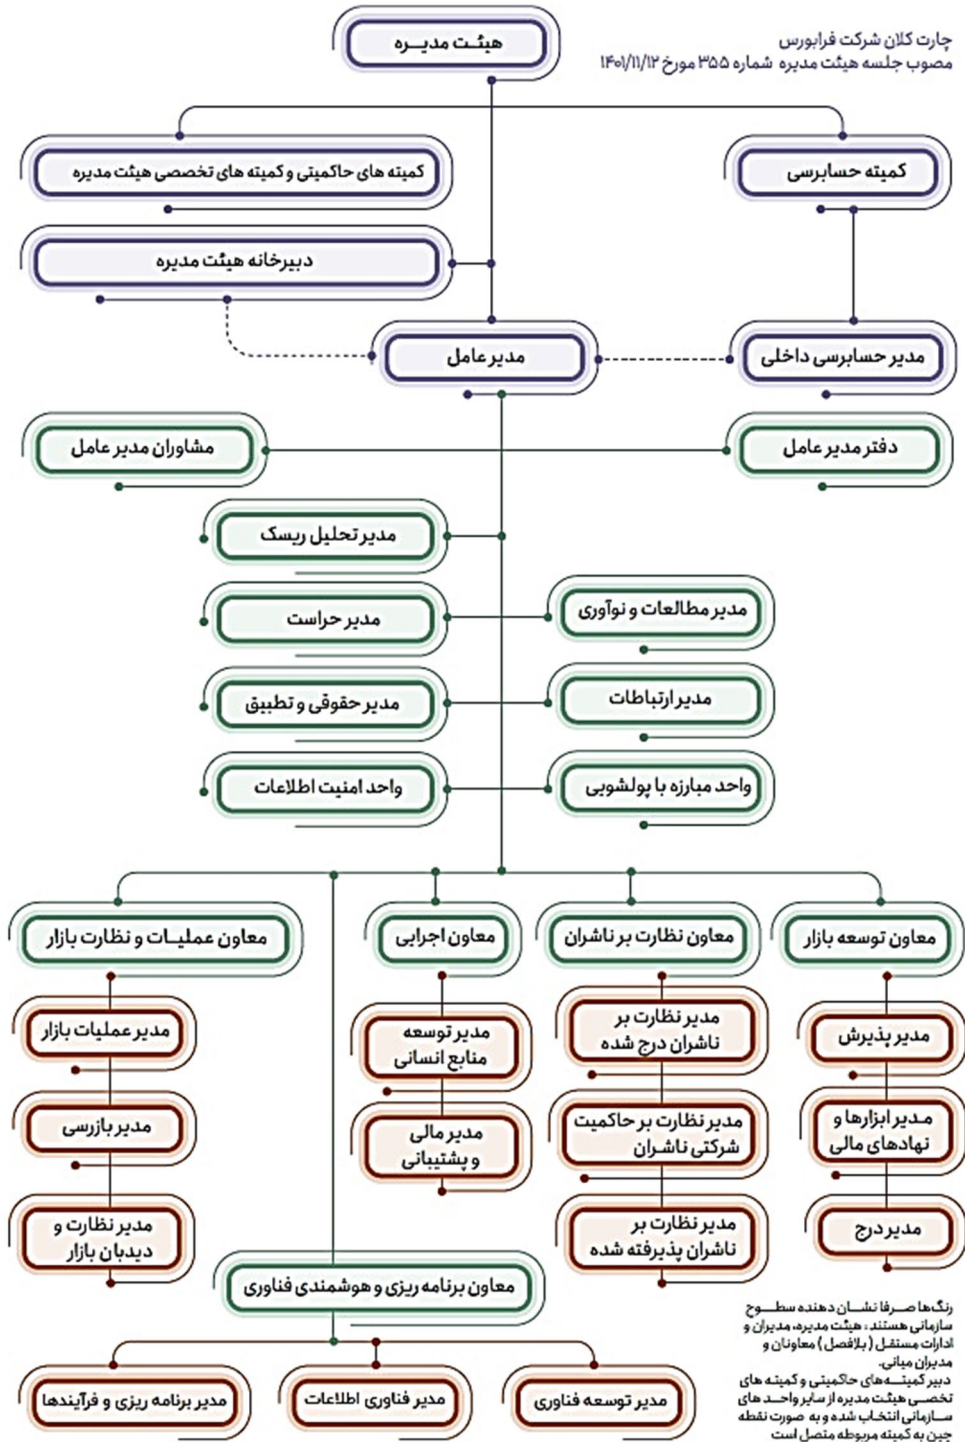 چارت کلان شرکت فرابورس
مصوب جلسه هیئت مدیره شماره ۳۵۵ مورخ ۱۴۰۱/۱۱/۱۲
هیئت مدیره
کمیته حسابرسی
کمیته های حاکمیتی و کمیته های تخصصی هیئت مدیره
دبیرخانه هیئت مدیره
مدیر حسابرسی داخلی
مدیر عامل
دفتر مدیر عامل
مشاوران مدیر عامل
مدیر تحلیل ریسک
مدیر مطالعات و نوآوری
مدیر حراست
مدیر ارتباطات
مدیر حقوقی و تطبیق
واحد مبارزه با پولشویی
واحد امنیت اطلاعات
معاون توسعه بازار
معاون نظارت بر ناشران
معاون اجرایی
معاون عملیات و نظارت بازار
مدیر پذیرش
مدیر ابزارها و
نهادهای مالی
مدیر درج
مدیر نظارت بر
ناشران درج شده
مدیر نظارت بر حاکمیت
شرکتی ناشران
مدیر نظارت بر
ناشران پذیرفته شده
مدیر توسعه
منابع انسانی
مدیر مالی
و پشتیبانی
مدیر عملیات بازار
مدیر بازرسی
مدیر نظارت و
دیدبان بازار
معاون برنامه ریزی و هوشمندی فناوری
مدیر توسعه فناوری
مدیر فناوری اطلاعات
مدیر برنامه ریزی و فرآیندها
رنگ‌ها صرفا نشان دهنده سطوح
سازمانی هستند؛ هیئت مدیره، مدیران و
ادارات مستقل (بلافصل) معاونان و
مدیران میانی.
دبیر کمیته‌های حاکمیتی و کمیته های
تخصصی هیئت مدیره از سایر واحد های
سازمانی انتخاب شده و به صورت نقطه
چین به کمیته مربوطه متصل است